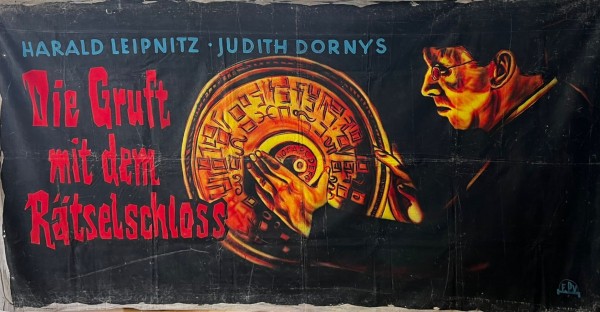 HARALD LEIPNITZ · JUDITH DORNYS
Die Gruft
mit dem
Rätselschloss